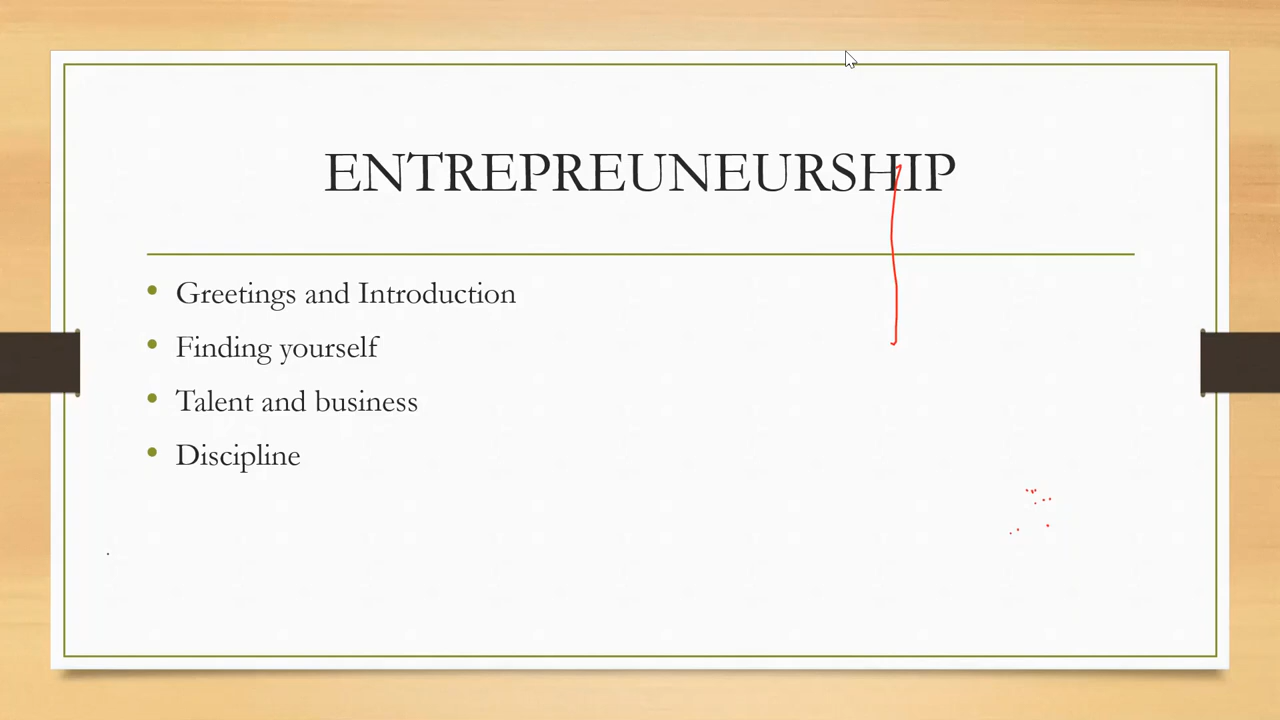 ENTREPREUNEURSHIP
• Greetings and Introduction
• Finding yourself
• Talent and business
• Discipline